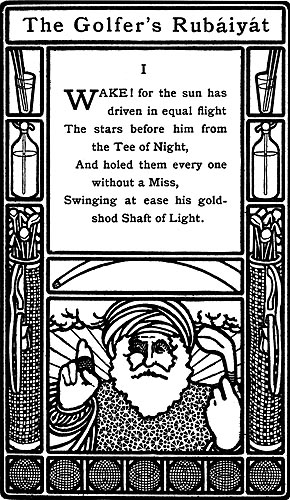 The Golfer's Rubáiyát
I
WAKE! for the sun has
driven in equal flight
The stars before him from
the Tee of Night,
And holed them every one
without a Miss,
Swinging at ease his gold-
shod Shaft of Light.